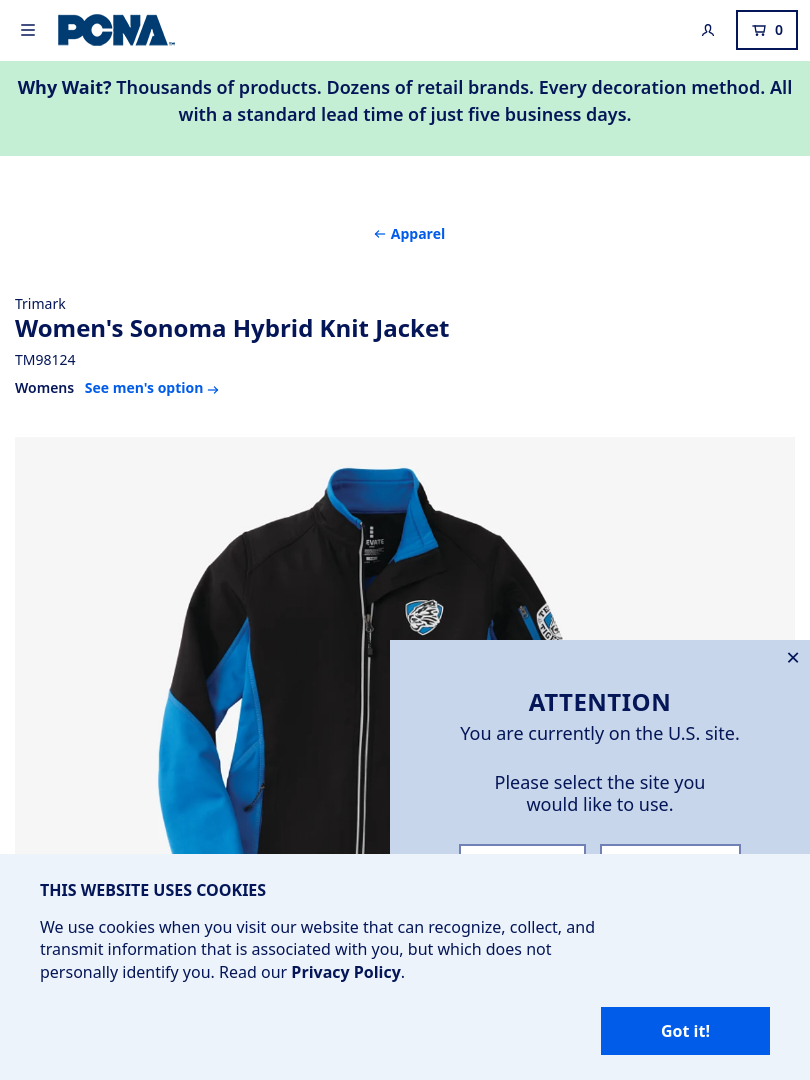 PCNA
0
Why Wait? Thousands of products. Dozens of retail brands. Every decoration method. All
with a standard lead time of just five business days.
← Apparel
Trimark
Women's Sonoma Hybrid Knit Jacket
TM98124
Womens See men's option →
ATTENTION
You are currently on the U.S. site.
Please select the site you
would like to use.
THIS WEBSITE USES COOKIES
We use cookies when you visit our website that can recognize, collect, and
transmit information that is associated with you, but which does not
personally identify you. Read our Privacy Policy.
Got it!